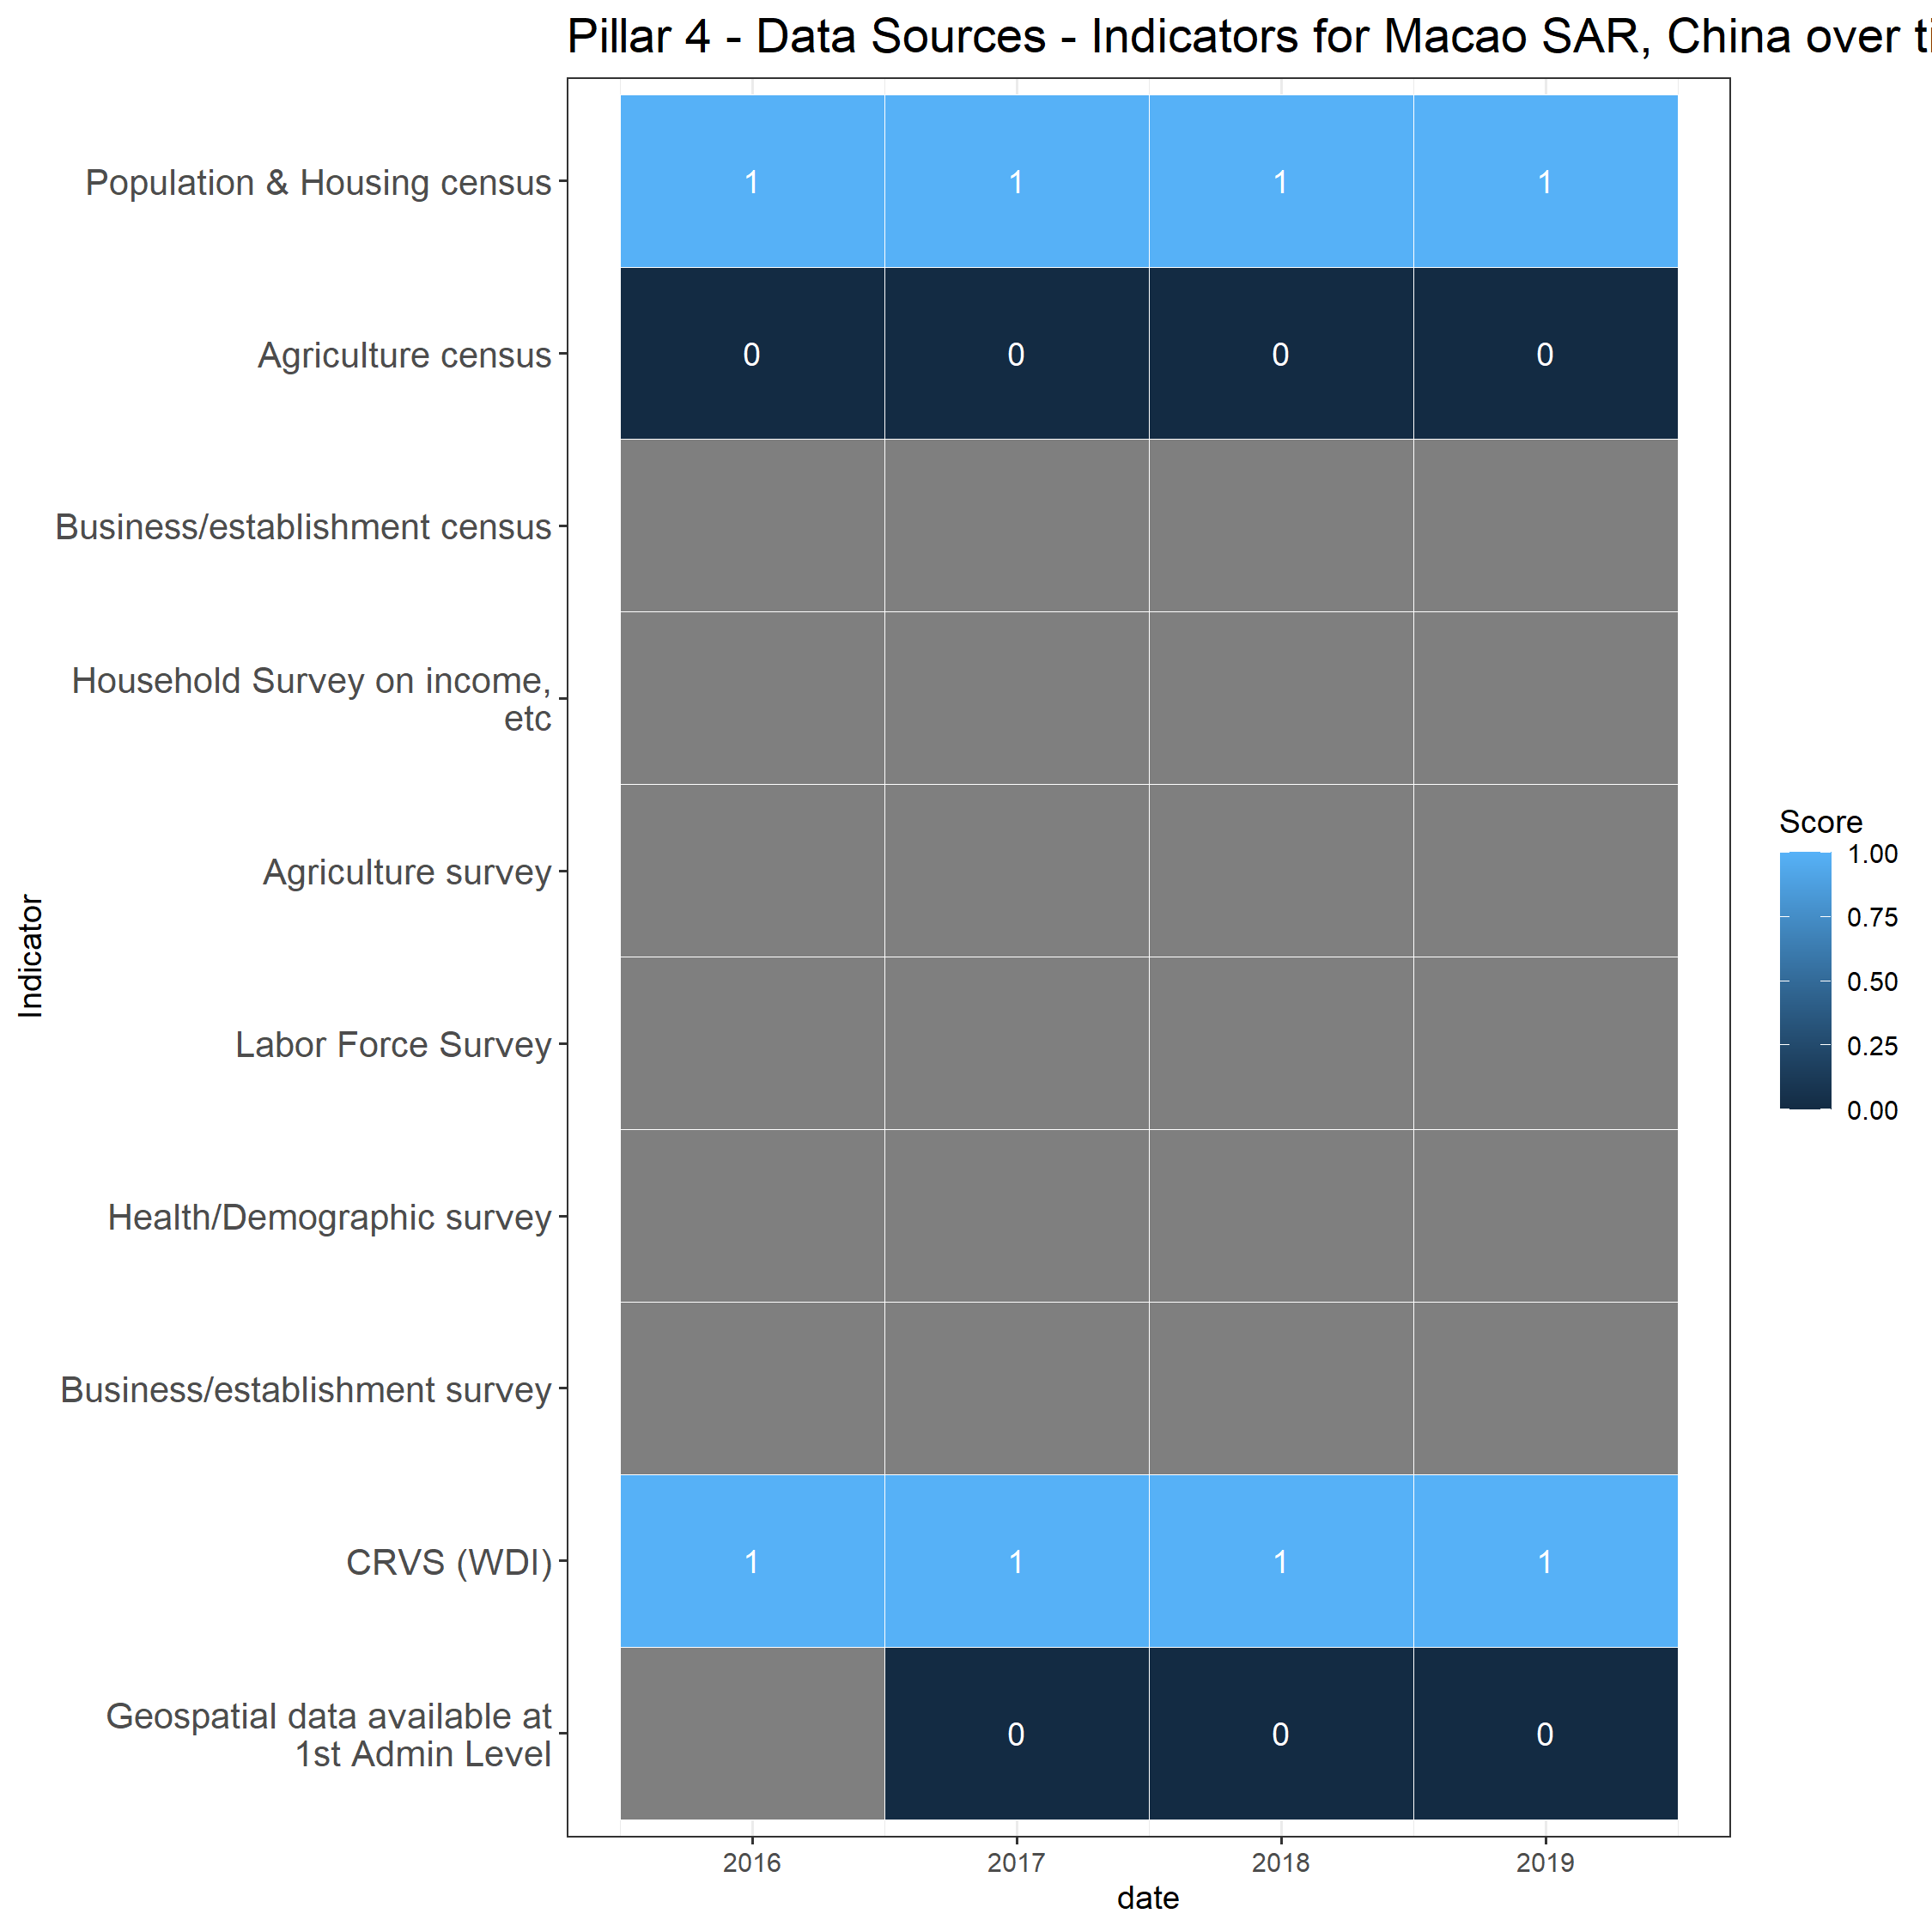 Pillar 4 - Data Sources - Indicators for Macao SAR, China over ti
Population & Housing census
1 1 1 1
Agriculture census
0 0 0 0
Business/establishment census
Household Survey on income,
etc
Agriculture survey
Labor Force Survey
Health/Demographic survey
Business/establishment survey
CRVS (WDI)
1 1 1 1
Geospatial data available at
1st Admin Level
0 0 0
2016 2017 2018 2019
date
Indicator
Score
1.00
0.75
0.50
0.25
0.00